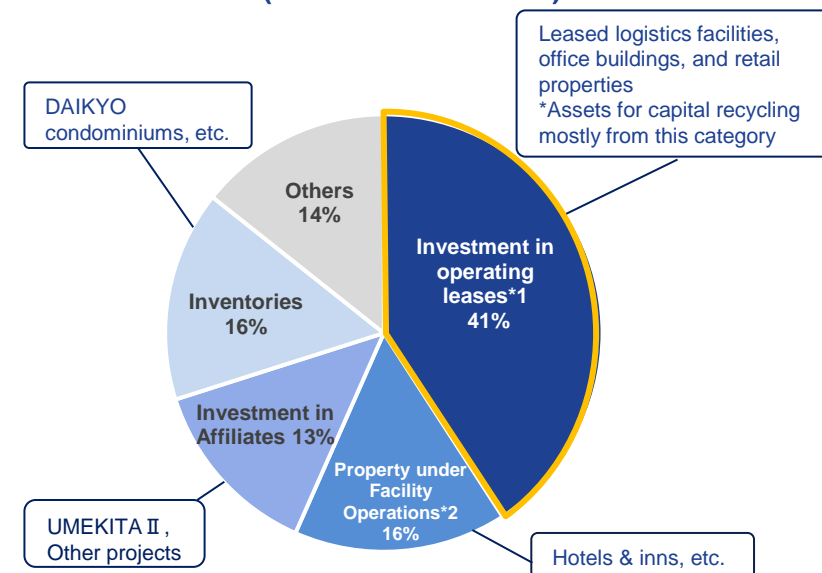 Leased logistics facilities,
office buildings, and retail
properties
*Assets for capital recycling
mostly from this category
DAIKYO
condominiums, etc.
Others
14%
Investment in
operating
leases*1
41%
Inventories
16%
Investment in
Affiliates 13%
Property under
Facility
Operations*2
16%
UMEKITAⅡ,
Other projects
Hotels & inns, etc.